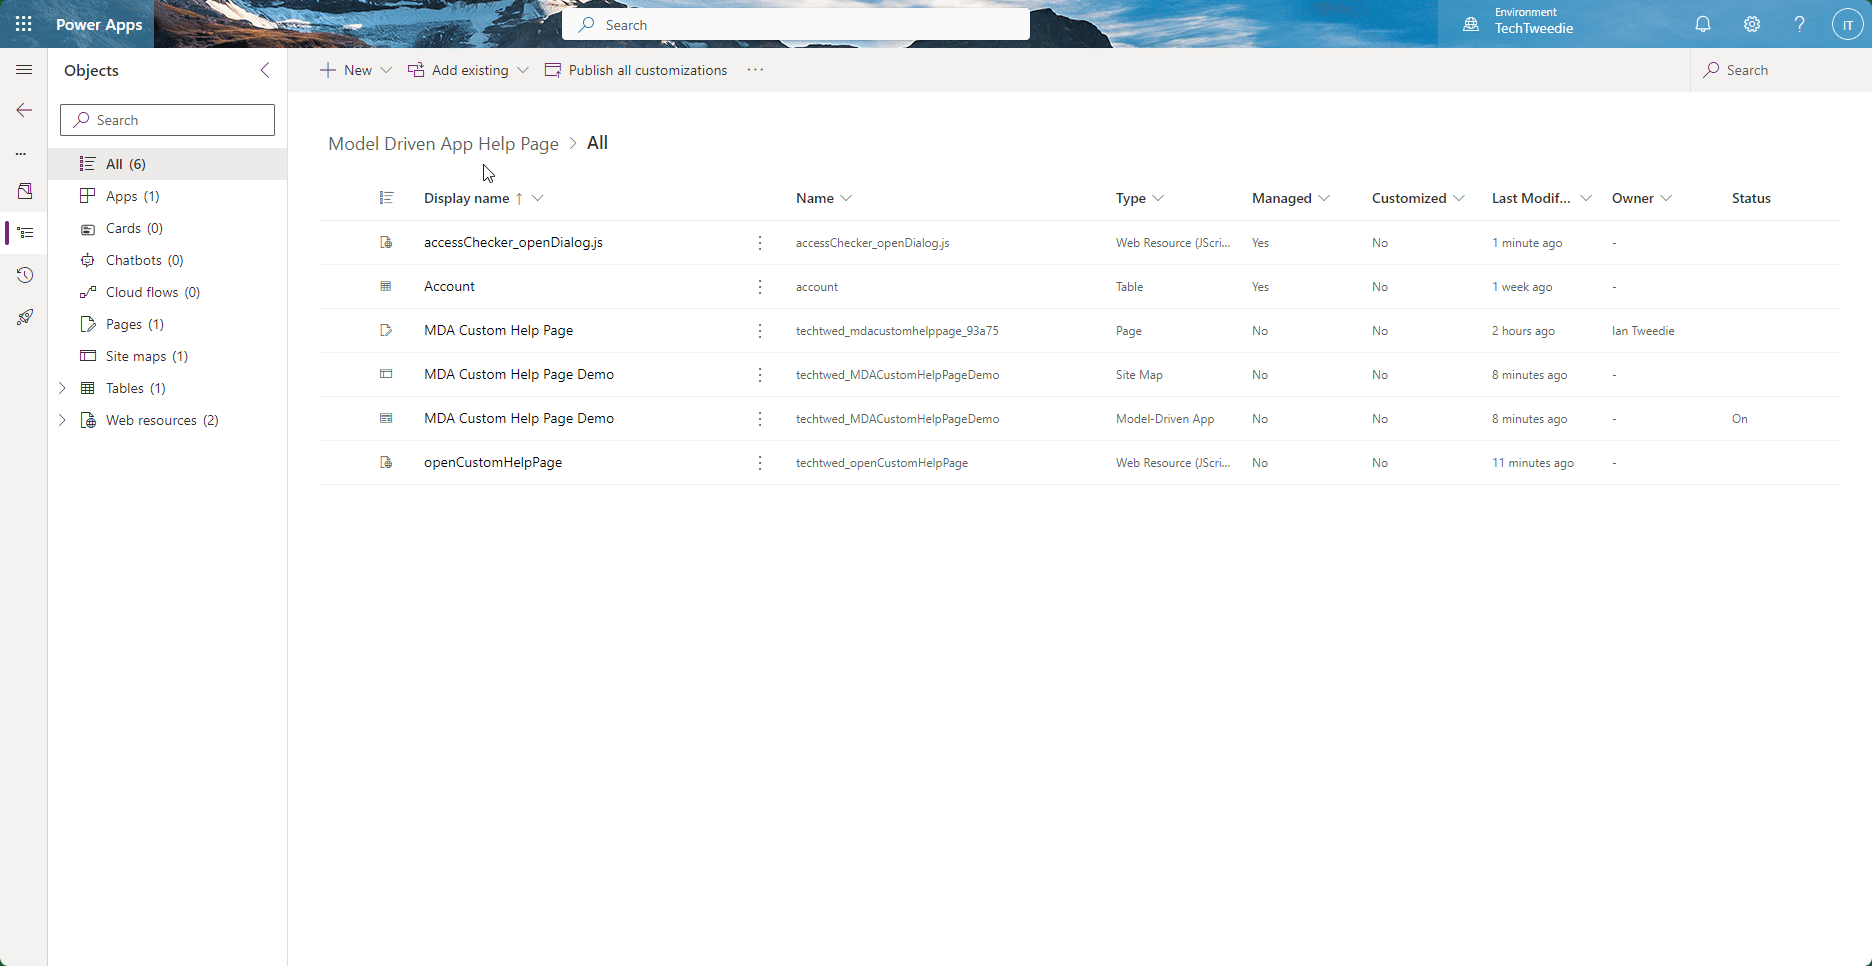 Power Apps
Search
Environment
TechTweedie
IT
Objects
New
Add existing
Publish all customizations
Search
Search
Model Driven App Help Page > All
All (6)
Apps (1)
Cards (0)
Chatbots (0)
Cloud flows (0)
Pages (1)
Site maps (1)
Tables (1)
Web resources (2)
Display name ↑ Name Type Managed Customized Last Modif... Owner Status
accessChecker_openDialog.js accessChecker_openDialog.js Web Resource (JScri... Yes No 1 minute ago -
Account account Table Yes No 1 week ago -
MDA Custom Help Page techtwed_mdacustomhelppage_93a75 Page No No 2 hours ago Ian Tweedie
MDA Custom Help Page Demo techtwed_MDACustomHelpPageDemo Site Map No No 8 minutes ago -
MDA Custom Help Page Demo techtwed_MDACustomHelpPageDemo Model-Driven App No No 8 minutes ago - On
openCustomHelpPage techtwed_openCustomHelpPage Web Resource (JScri... No No 11 minutes ago -